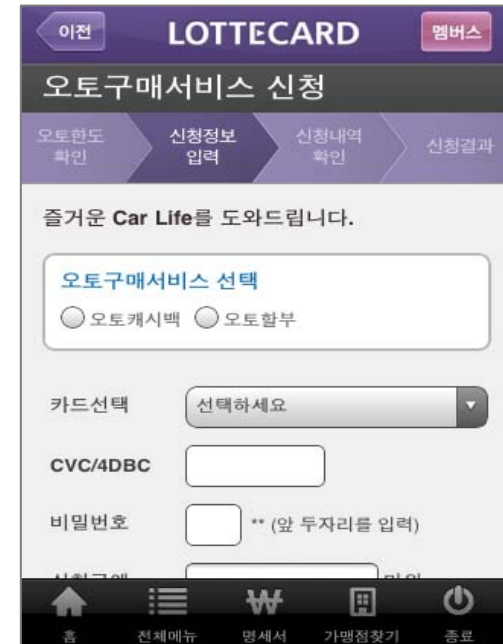 이전
LOTTECARD
멤버스
오토구매서비스 신청
오토한도
확인
신청정보
입력
신청내역
확인
신청결과
즐거운 Car Life를 도와드립니다.
오토구매서비스 선택
오토캐시백 오토할부
카드선택 선택하세요
CVC/4DBC
비밀번호 ** (앞 두자리를 입력)
홈 전체메뉴 명세서 가맹점찾기 종료